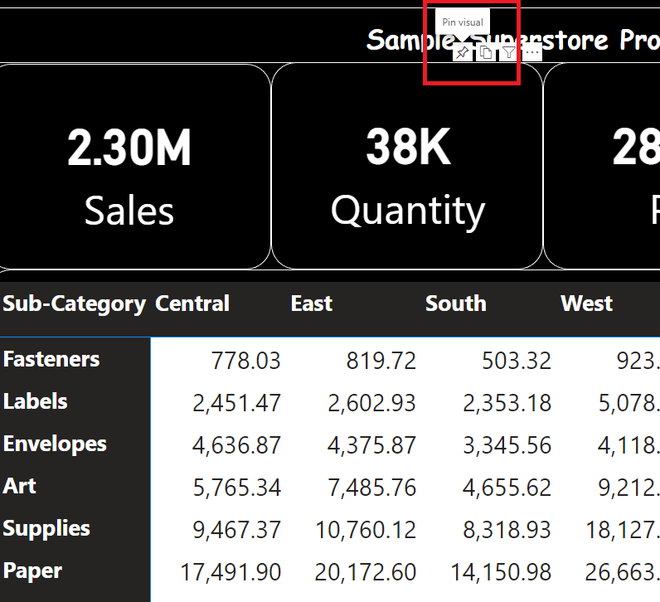 Pin visual
Sample Superstore Pro
2.30M
38K
28
Sales
Quantity
P
Sub-Category Central East South West
Fasteners 778.03 819.72 503.32 923.
Labels 2,451.47 2,602.93 2,353.18 5,078.
Envelopes 4,636.87 4,375.87 3,345.56 4,118.
Art 5,765.34 7,485.76 4,655.62 9,212.
Supplies 9,467.37 10,760.12 8,318.93 18,127.
Paper 17,491.90 20,172.60 14,150.98 26,663.